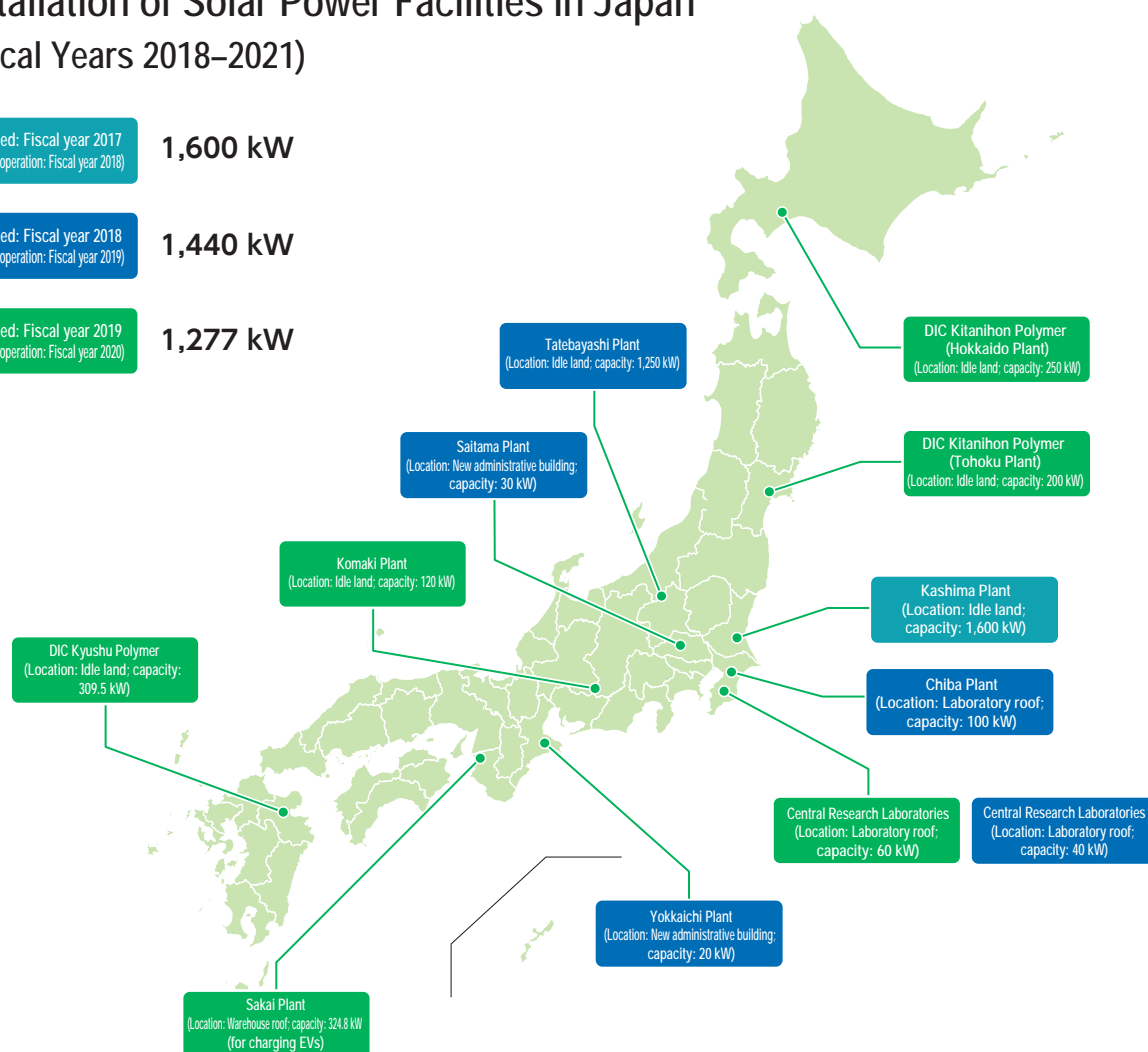 tallation of Solar Power Facilities in Japan
cal Years 2018–2021)
ed: Fiscal year 2017
operation: Fiscal year 2018)
1,600 kW
ed: Fiscal year 2018
operation: Fiscal year 2019)
1,440 kW
ed: Fiscal year 2019
operation: Fiscal year 2020)
1,277 kW
Tatebayashi Plant
(Location: Idle land; capacity: 1,250 kW)
DIC Kitanihon Polymer
(Hokkaido Plant)
(Location: Idle land; capacity: 250 kW)
Saitama Plant
(Location: New administrative building;
capacity: 30 kW)
DIC Kitanihon Polymer
(Tohoku Plant)
(Location: Idle land; capacity: 200 kW)
Komaki Plant
(Location: Idle land; capacity: 120 kW)
Kashima Plant
(Location: Idle land;
capacity: 1,600 kW)
DIC Kyushu Polymer
(Location: Idle land; capacity:
309.5 kW)
Chiba Plant
(Location: Laboratory roof;
capacity: 100 kW)
Central Research Laboratories
(Location: Laboratory roof;
capacity: 60 kW)
Central Research Laboratories
(Location: Laboratory roof;
capacity: 40 kW)
Yokkaichi Plant
(Location: New administrative building;
capacity: 20 kW)
Sakai Plant
(Location: Warehouse roof; capacity: 324.8 kW
(for charging EVs)